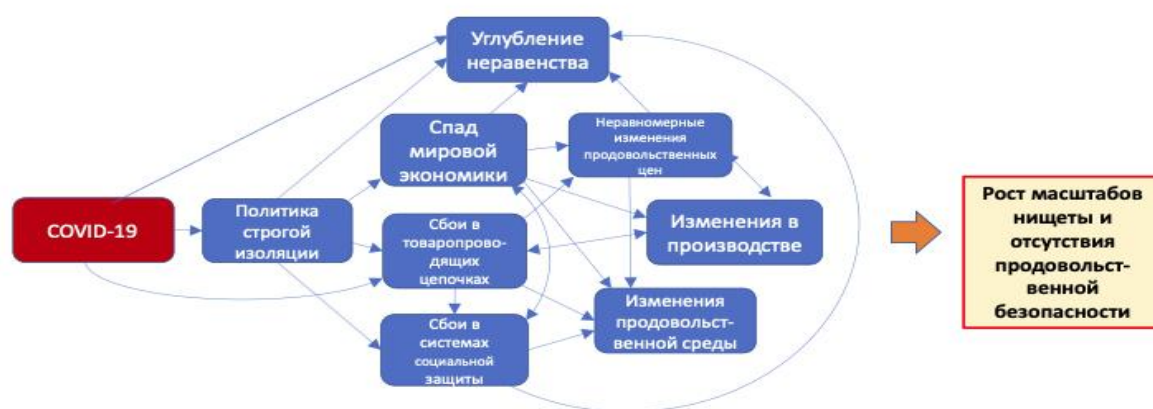 Углубление
неравенства
Спад
мировой
экономики
Неравномерные
изменения
продовольственных
цен
COVID-19
Политика
строгой
изоляции
Сбои в
товаропрово-
дящих
цепочках
Изменения в
производстве
Сбои в
системах
социальной
защиты
Изменения
продовольст-
венной среды
Рост масштабов
нищеты и
отсутствия
продовольст-
венной
безопасности